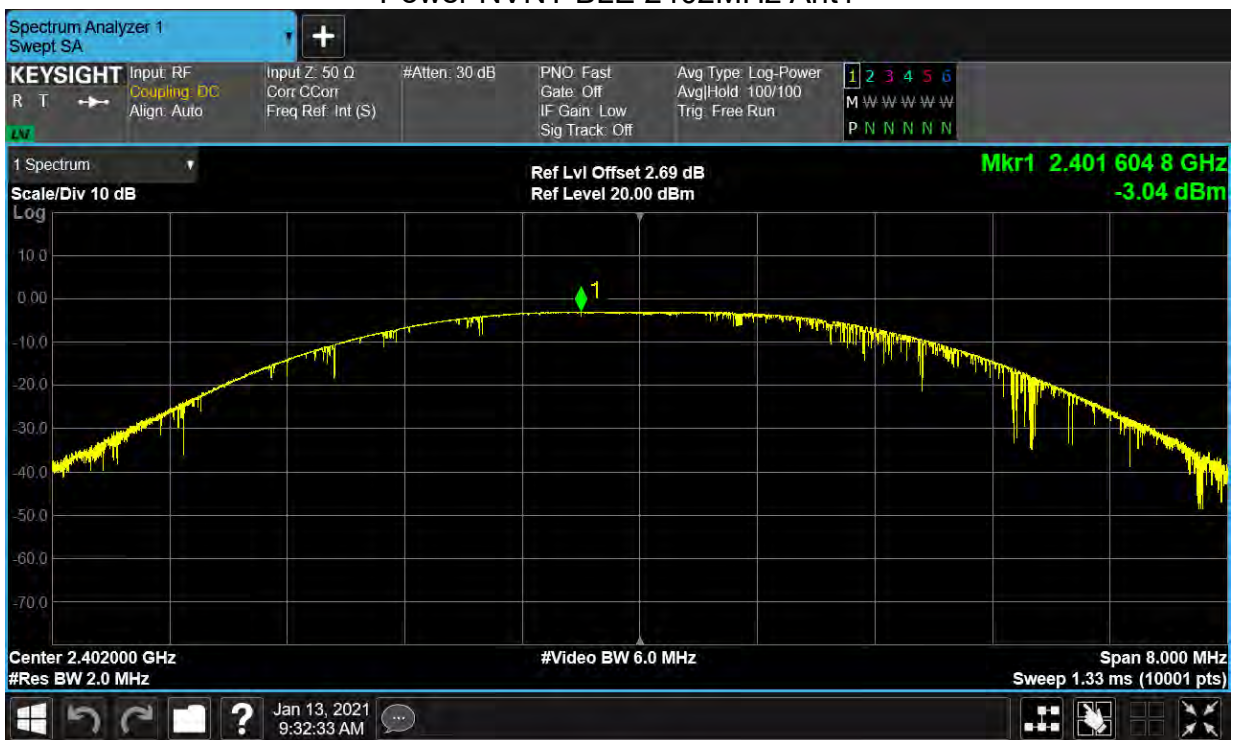 Spectrum Analyzer 1
Swept SA
+
KEYSIGHT Input: RF Input Z: 50 Ω #Atten: 30 dB PNO: Fast Avg Type: Log-Power 1 2 3 4 5 6
R T Coupling: DC Corr CCorr Gate: Off Avg|Hold: 100/100 M W W W W W W
Align: Auto Freq Ref: Int (S) IF Gain: Low Trig: Free Run
Sig Track: Off P N N N N N N
1 Spectrum Ref Lvl Offset 2.69 dB Mkr1 2.401 604 8 GHz
Scale/Div 10 dB Ref Level 20.00 dBm -3.04 dBm
Log
10.0
0.00
1
-10.0
-20.0
-30.0
-40.0
-50.0
-60.0
-70.0
Center 2.402000 GHz #Video BW 6.0 MHz Span 8.000 MHz
#Res BW 2.0 MHz Sweep 1.33 ms (10001 pts)
? Jan 13, 2021
9:32:33 AM